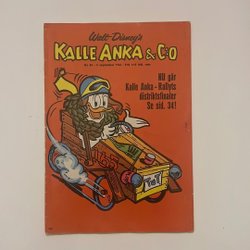 Walt Disney's
KALLE ANKA & C:O
NU går
Kalle Anka-Rallyts
distriktsfinaler
Se sid. 34!